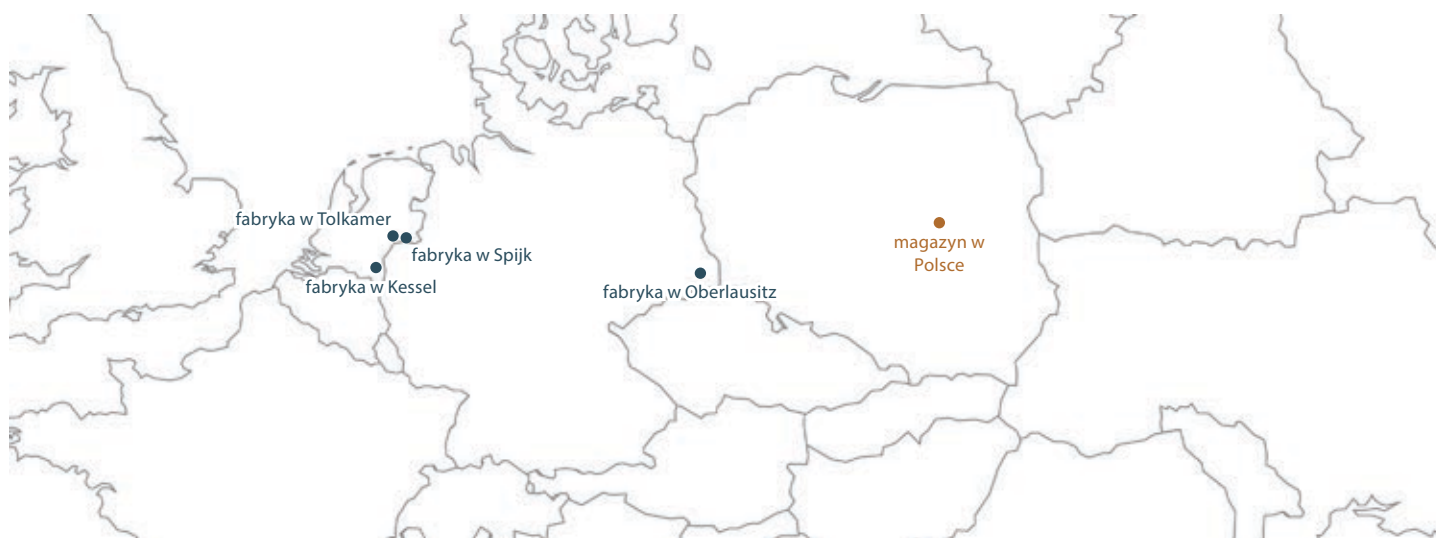 fabryka w Tolkamer
fabryka w Spijk
fabryka w Kessel
fabryka w Oberlausitz
magazyn w
Polsce